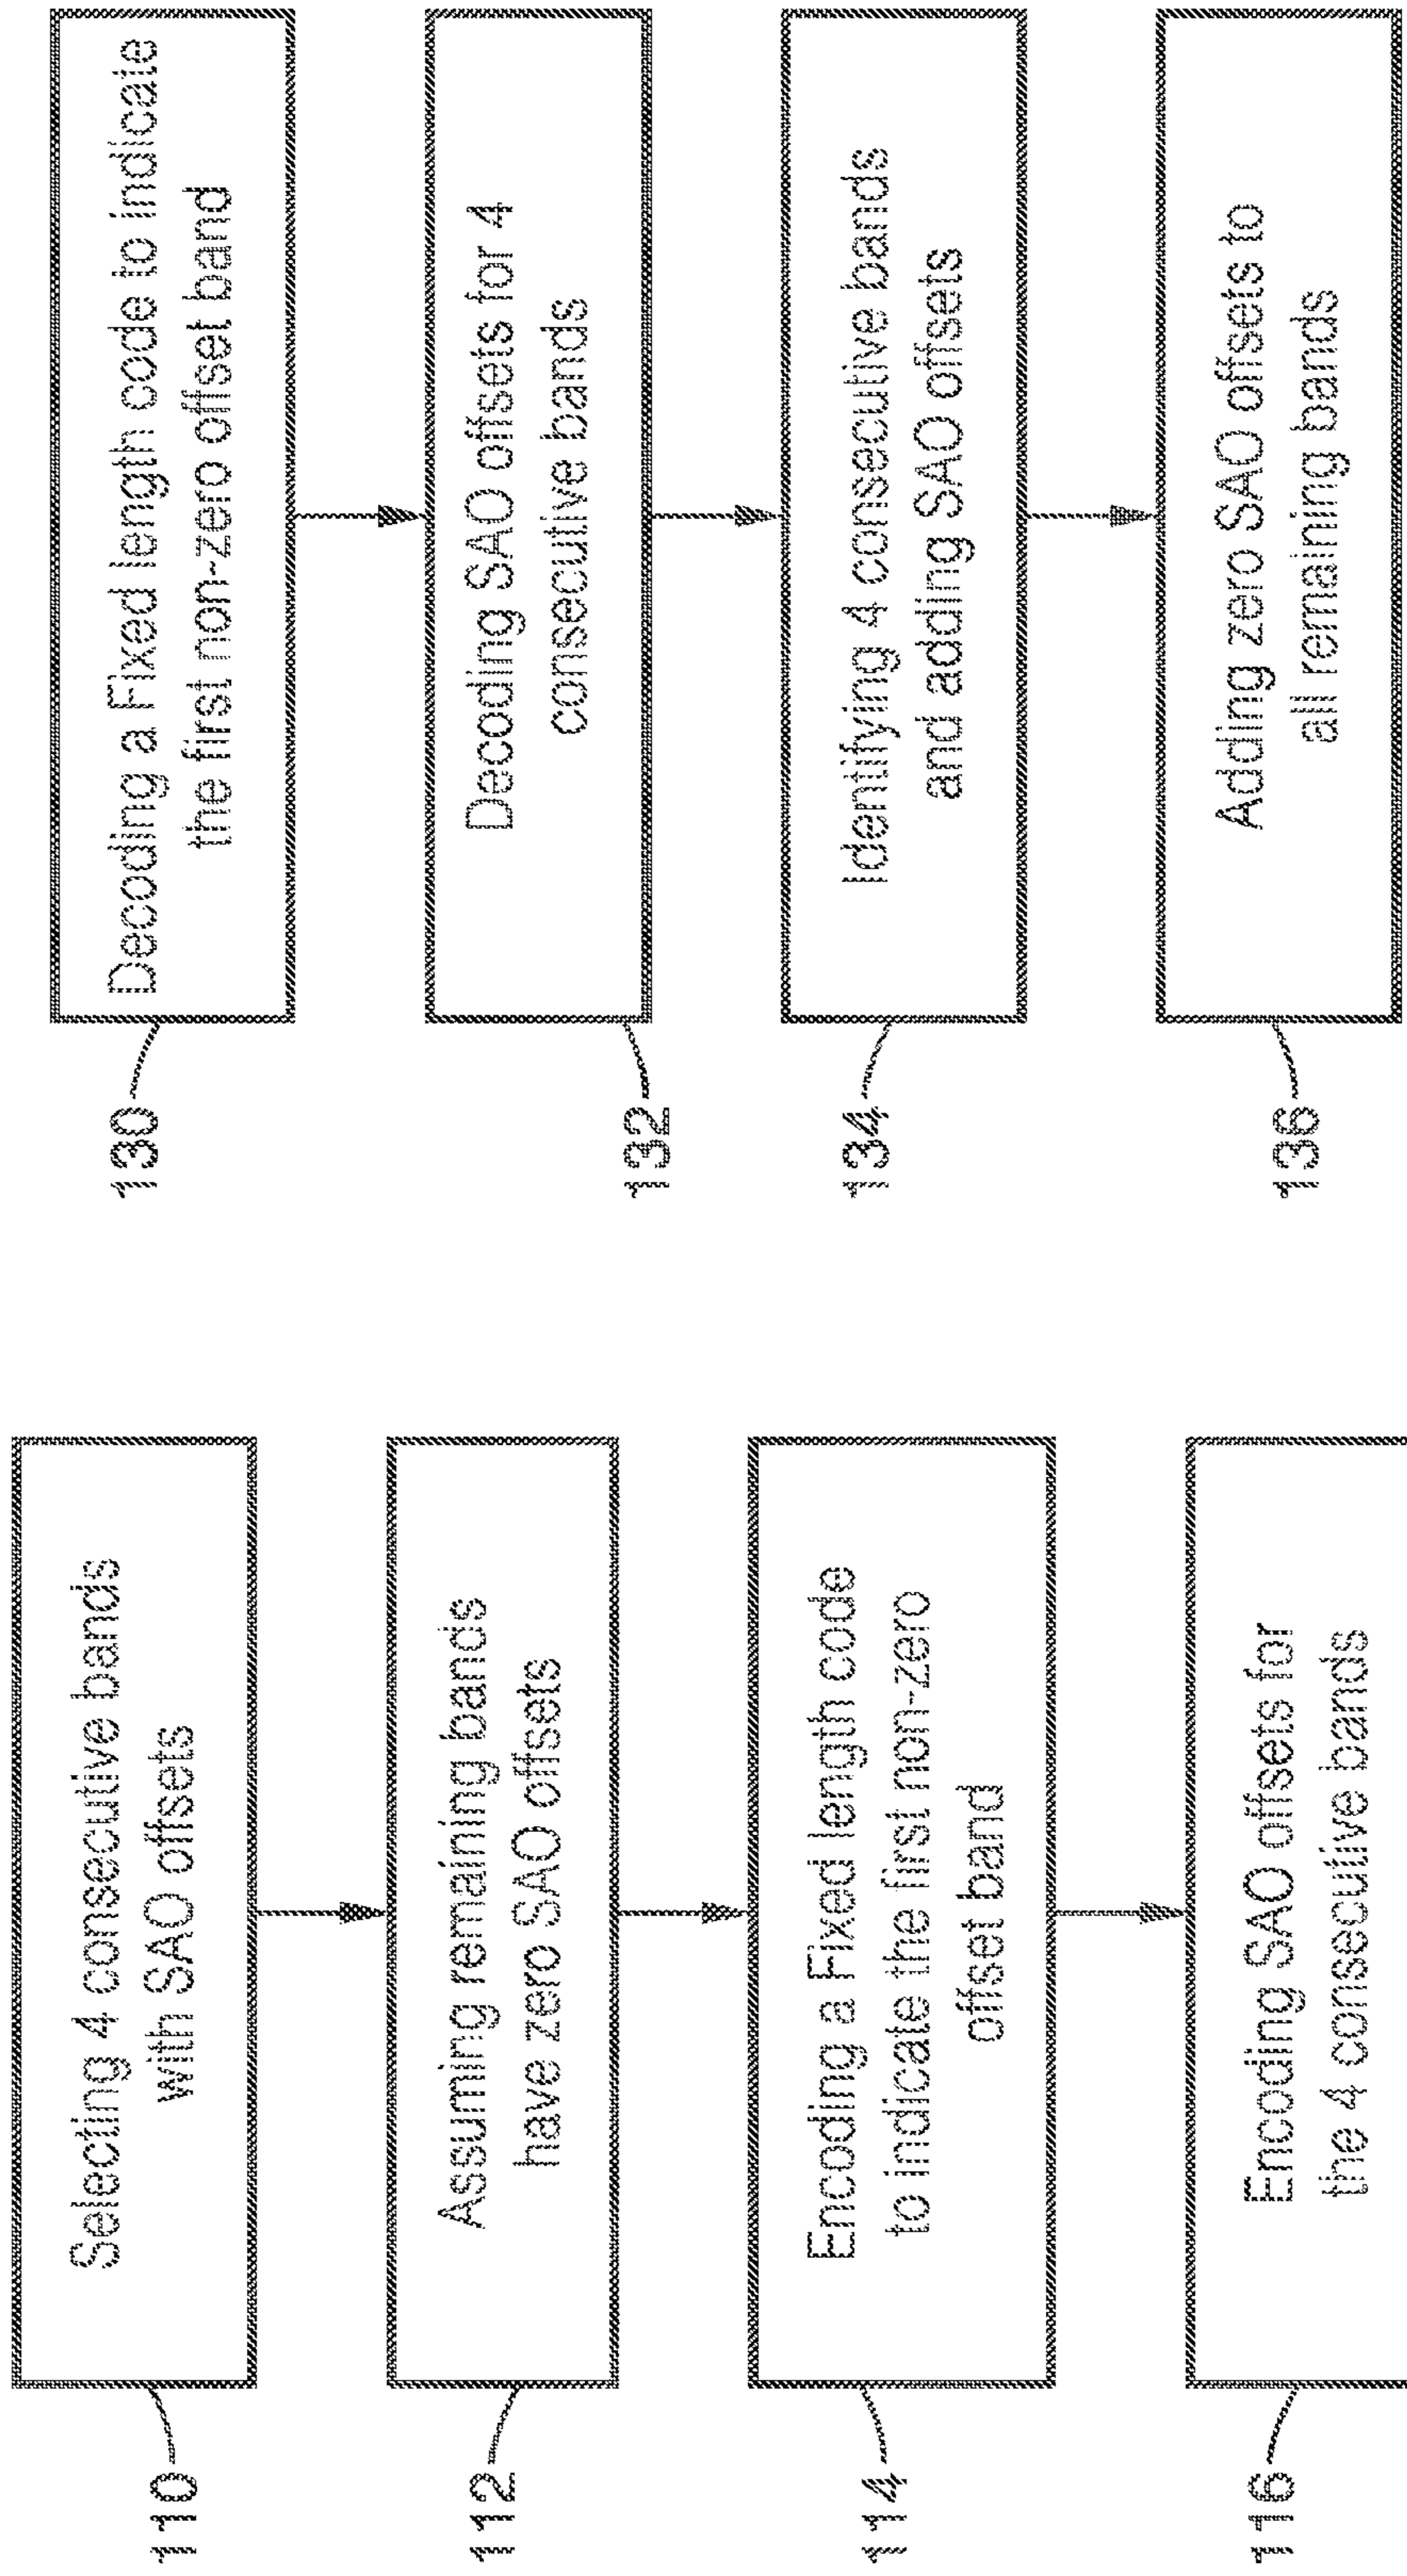 110
Selecting 4 consecutive bands
with SAO offsets
112
Assuming remaining bands
have zero SAO offsets
114
Encoding a Fixed length code
to indicate the first non-zero
offset band
116
Encoding SAO offsets for
the 4 consecutive bands
130
Decoding a Fixed length code to indicate
the first non-zero offset band
132
Decoding SAO offsets for 4
consecutive bands
134
Identifying 4 consecutive bands
and adding SAO offsets
136
Adding zero SAO offsets to
all remaining bands